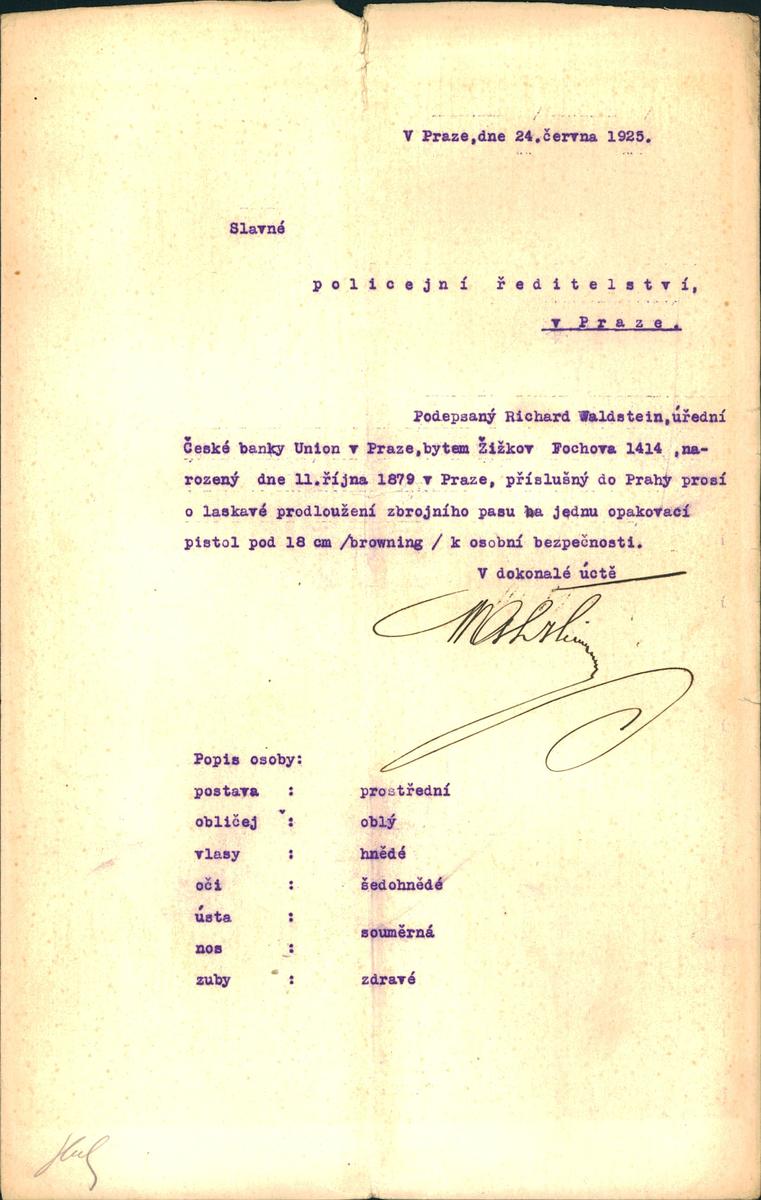 V Praze,dne 24.června 1925.
Slavné
policejní ředitelství,
v Praze.
Podepsaný Richard Waldstein,úřední
České banky Union v Praze,bytem Žižkov Fochova 1414 ,na-
rozený dne 11.října 1879 v Praze, příslušný do Prahy prosí
o laskavé prodloužení zbrojního pasu na jednu opakovací
pistol pod 18 cm /browning / k osobní bezpečnosti.
V dokonalé úctě
Popis osoby:
postava : prostřední
obličej : oblý
vlasy : hnědé
oči : šedohnědé
ústa :
souměrná
nos :
zuby : zdravé